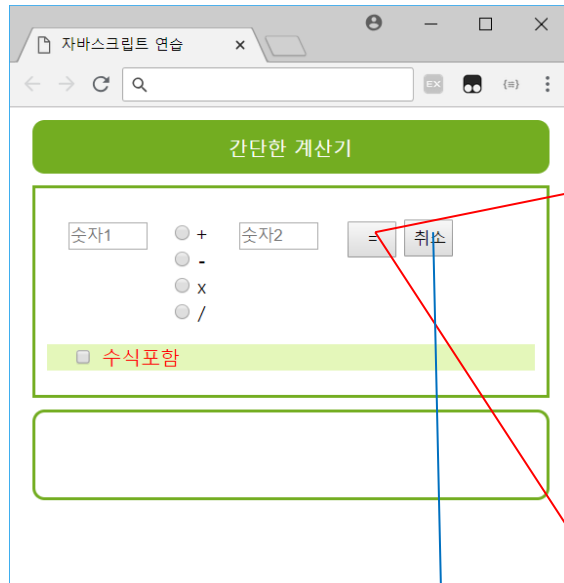 자바스크립트 연습
EX
{=}
간단한 계산기
숫자1 + 숫자2 = 취소
-
x
/
수식포함